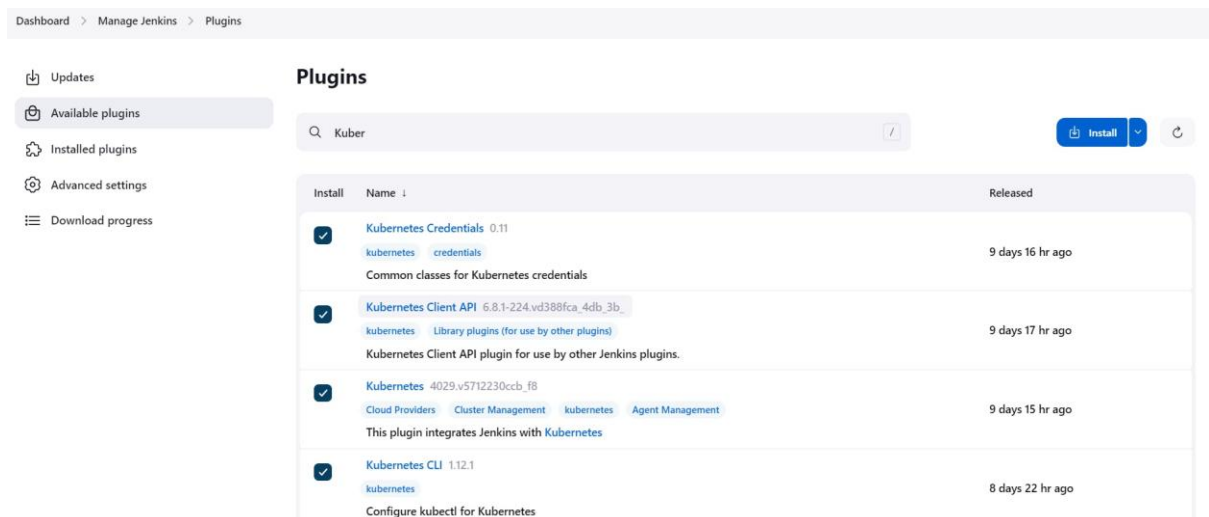 Dashboard > Manage Jenkins > Plugins
Updates
Available plugins
Installed plugins
Advanced settings
Download progress
Plugins
Kuber /
Install
Install Name ↓ Released
Kubernetes Credentials 0.11
kubernetes credentials
9 days 16 hr ago
Common classes for Kubernetes credentials
Kubernetes Client API 6.8.1-224.vd388fca_4db_3b_
kubernetes Library plugins (for use by other plugins)
9 days 17 hr ago
Kubernetes Client API plugin for use by other Jenkins plugins.
Kubernetes 4029.v5712230ccb_f8
Cloud Providers Cluster Management kubernetes Agent Management
9 days 15 hr ago
This plugin integrates Jenkins with Kubernetes
Kubernetes CLI 1.12.1
kubernetes
8 days 22 hr ago
Configure kubectl for Kubernetes